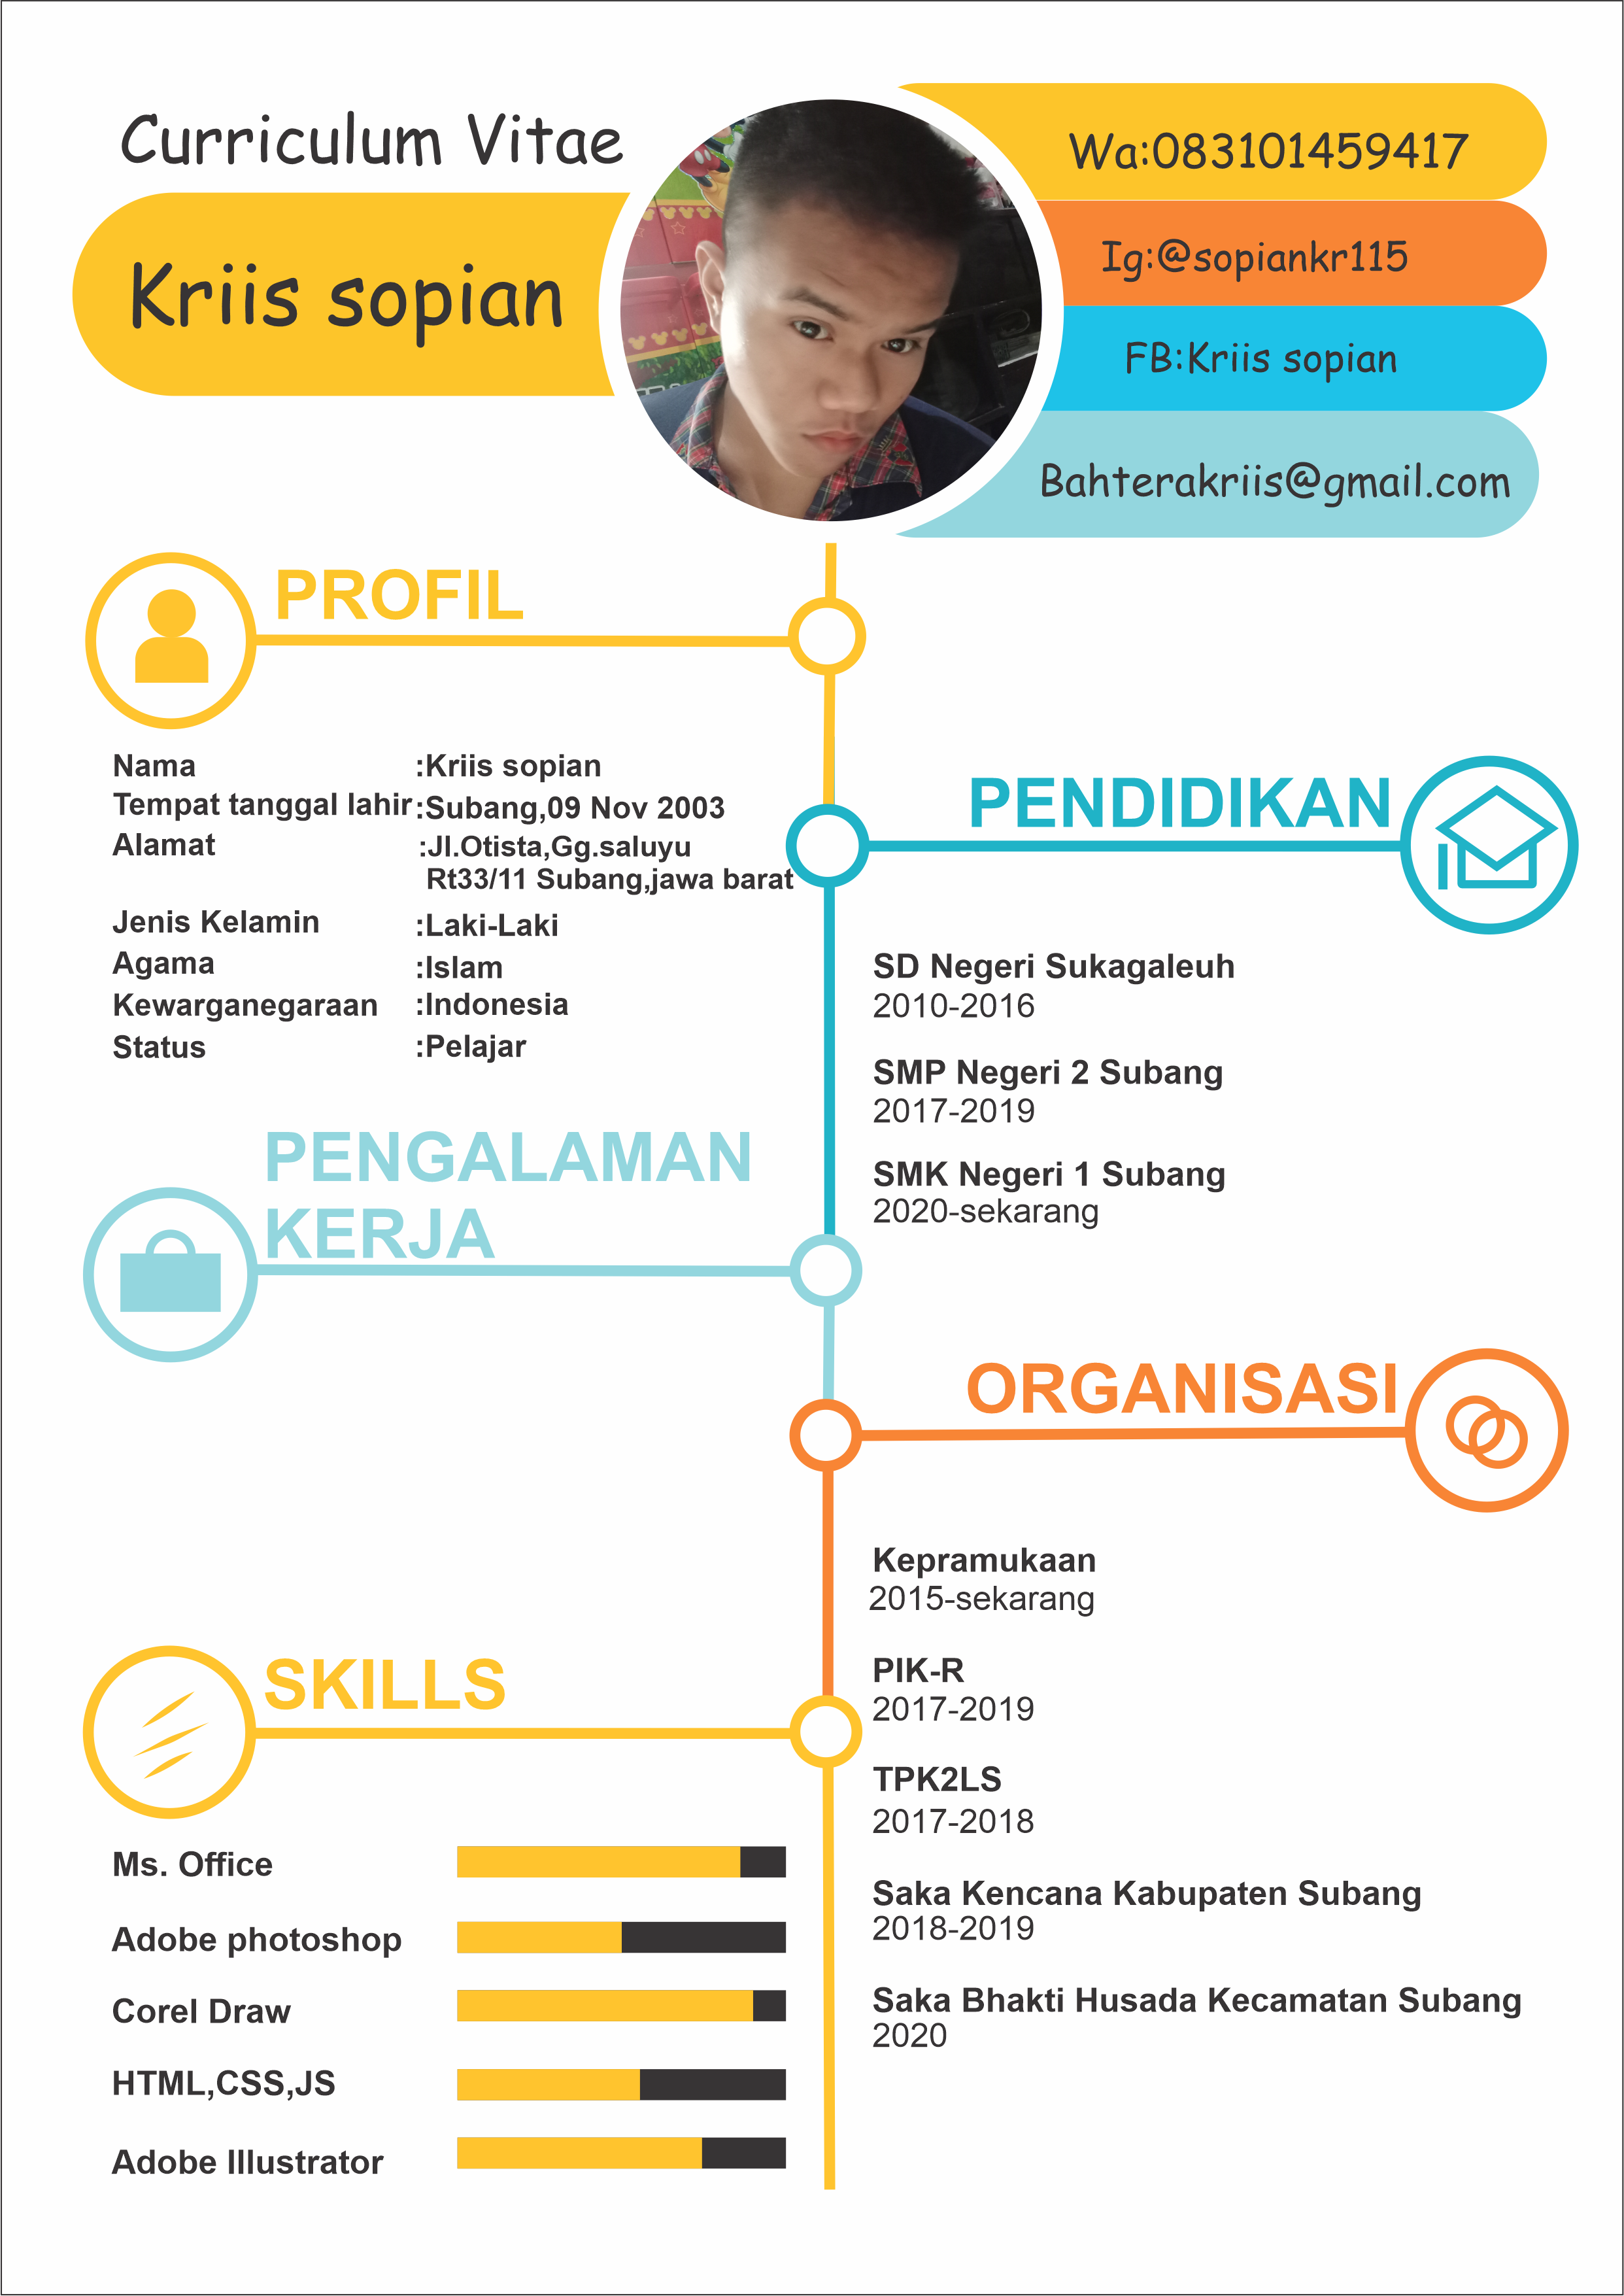 Curriculum Vitae
Kriis sopian
Wa:083101459417
Ig:@sopiankr115
FB:Kriis sopian
Bahterakriis@gmail.com
PROFIL
Nama :Kriis sopian
Tempat tanggal lahir :Subang,09 Nov 2003
Alamat :Jl.Otista,Gg.saluyu
Rt33/11 Subang,jawa barat
Jenis Kelamin :Laki-Laki
Agama :Islam
Kewarganegaraan :Indonesia
Status :Pelajar
PENDIDIKAN
SD Negeri Sukagaleuh
2010-2016
SMP Negeri 2 Subang
2017-2019
SMK Negeri 1 Subang
2020-sekarang
PENGALAMAN
KERJA
ORGANISASI
Kepramukaan
2015-sekarang
PIK-R
2017-2019
TPK2LS
2017-2018
Saka Kencana Kabupaten Subang
2018-2019
Saka Bhakti Husada Kecamatan Subang
2020
SKILLS
Ms. Office
Adobe photoshop
Corel Draw
HTML,CSS,JS
Adobe Illustrator